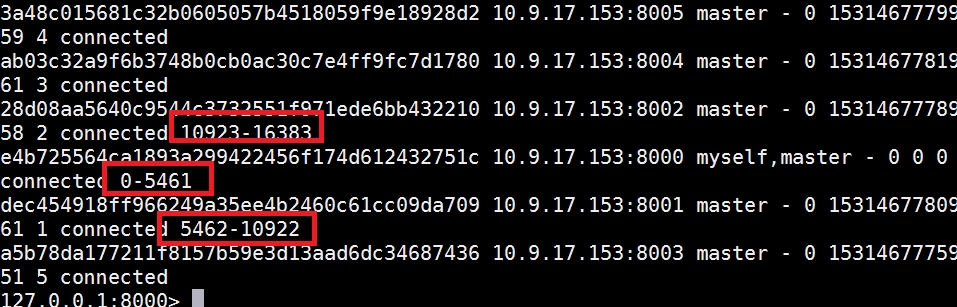 3a48c015681c32b0605057b4518059f9e18928d2 10.9.17.153:8005 master - 0 15314677799
59 4 connected
ab03c32a9f6b3748b0cb0ac30c7e4ff9fc7d1780 10.9.17.153:8004 master - 0 15314677819
61 3 connected
28d08aa5640c9544c3732551f971ede6bb432210 10.9.17.153:8002 master - 0 15314677789
58 2 connected 10923-16383
e4b725564ca1893a299422456f174d612432751c 10.9.17.153:8000 myself,master - 0 0 0
connected 0-5461
dec454918ff966249a35ee4b2460c61cc09da709 10.9.17.153:8001 master - 0 15314677809
61 1 connected 5462-10922
a5b78da177211f8157b59e3d13aad6dc34687436 10.9.17.153:8003 master - 0 15314677759
51 5 connected
127.0.0.1:8000>